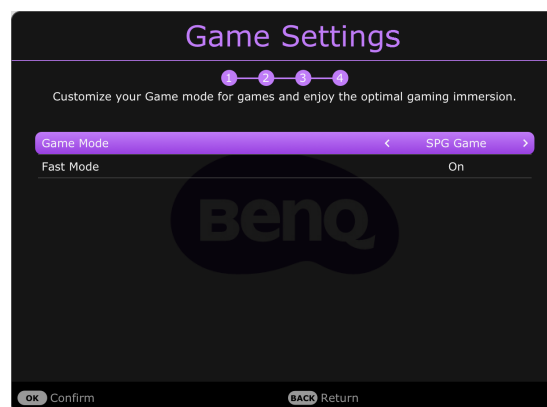 Game Settings
1 2 3 4
Customize your Game mode for games and enjoy the optimal gaming immersion.
Game Mode < SPG Game >
Fast Mode On
BenQ
OK Confirm BACK Return